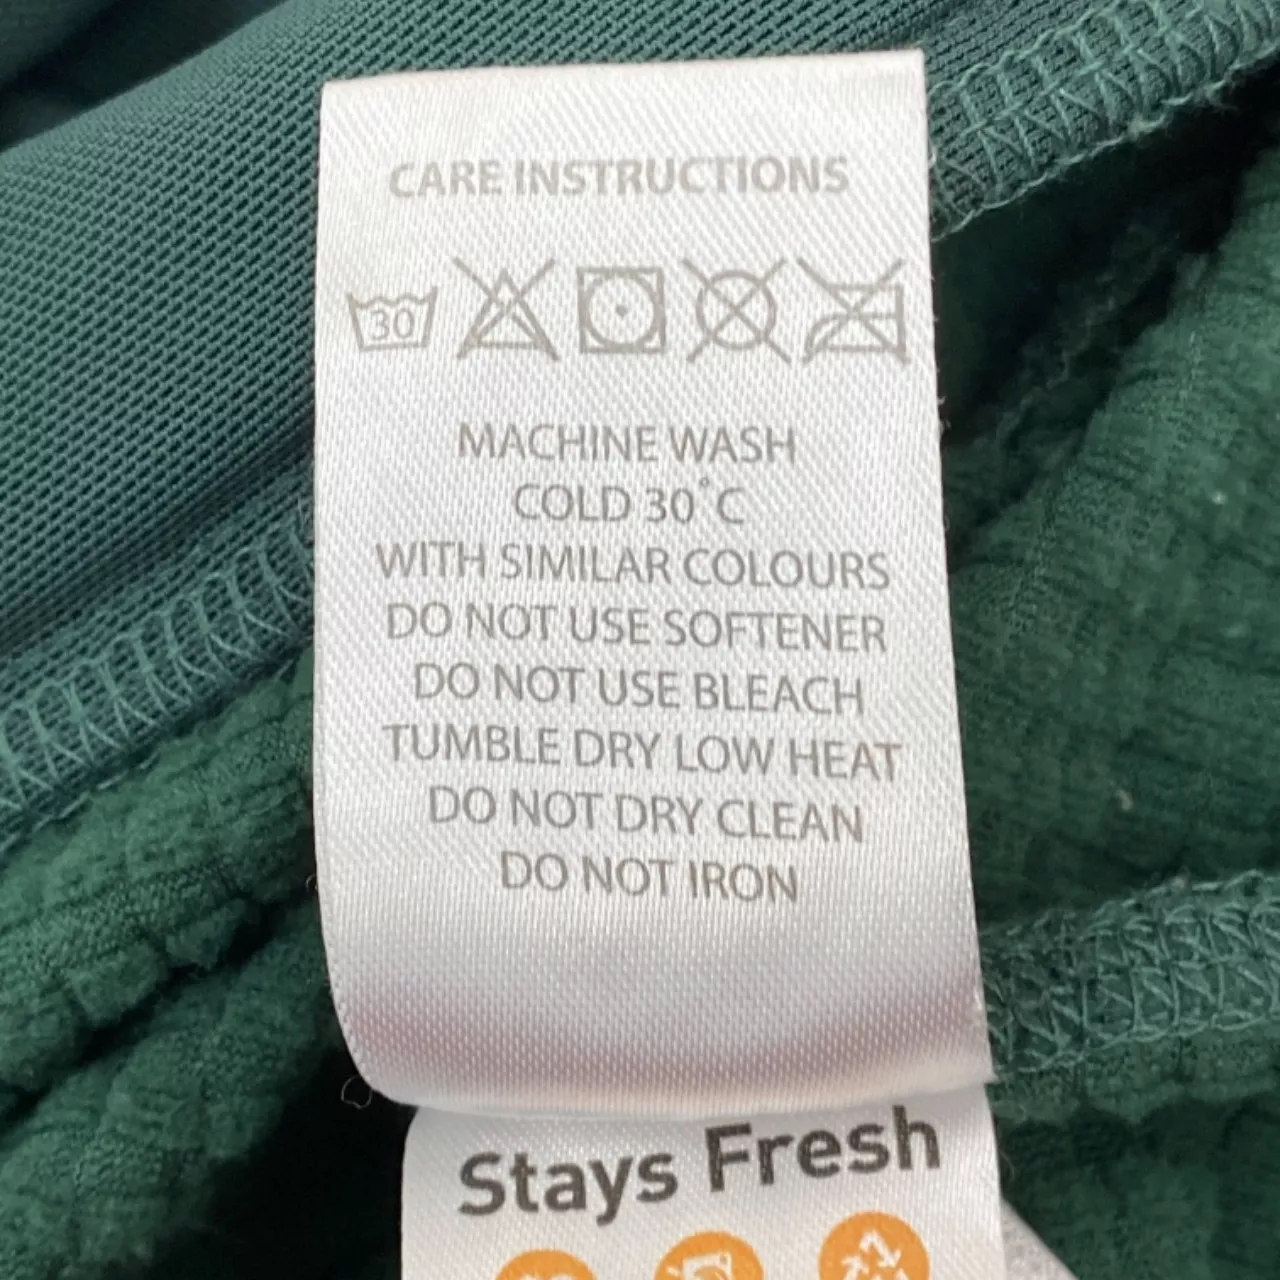 CARE INSTRUCTIONS
30
MACHINE WASH
COLD 30°C
WITH SIMILAR COLOURS
DO NOT USE SOFTENER
DO NOT USE BLEACH
TUMBLE DRY LOW HEAT
DO NOT DRY CLEAN
DO NOT IRON
Stays Fresh